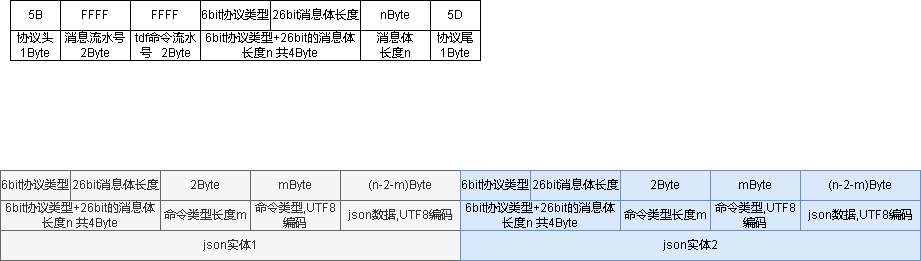 5B FFFF FFFF 6bit协议类型 26bit消息体长度 nByte 5D
协议头 消息流水号 tdf命令流水 6bit协议类型+26bit的消息体 消息体 协议尾
1Byte 2Byte 号 2Byte 长度n 共4Byte 长度n 1Byte
6bit协议类型 26bit消息体长度 2Byte mByte (n-2-m)Byte 6bit协议类型 26bit消息体长度 2Byte mByte (n-2-m)Byte
6bit协议类型+26bit的消息体 命令类型长度m 命令类型,UTF8 json数据,UTF8编码 6bit协议类型+26bit的消息体 命令类型长度m 命令类型,UTF8 json数据,UTF8编码
长度n 共4Byte 编码 长度n 共4Byte 编码
json实体1 json实体2